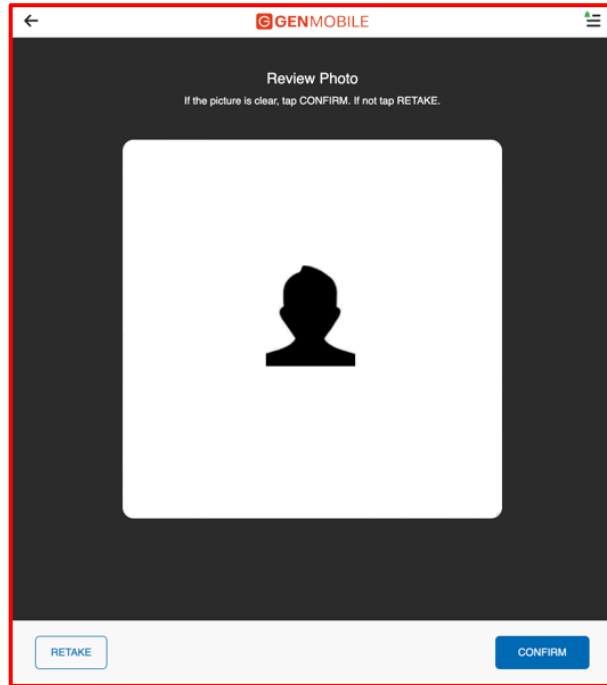 GENMOBILE
Review Photo
If the picture is clear, tap CONFIRM. If not tap RETAKE.
RETAKE
CONFIRM